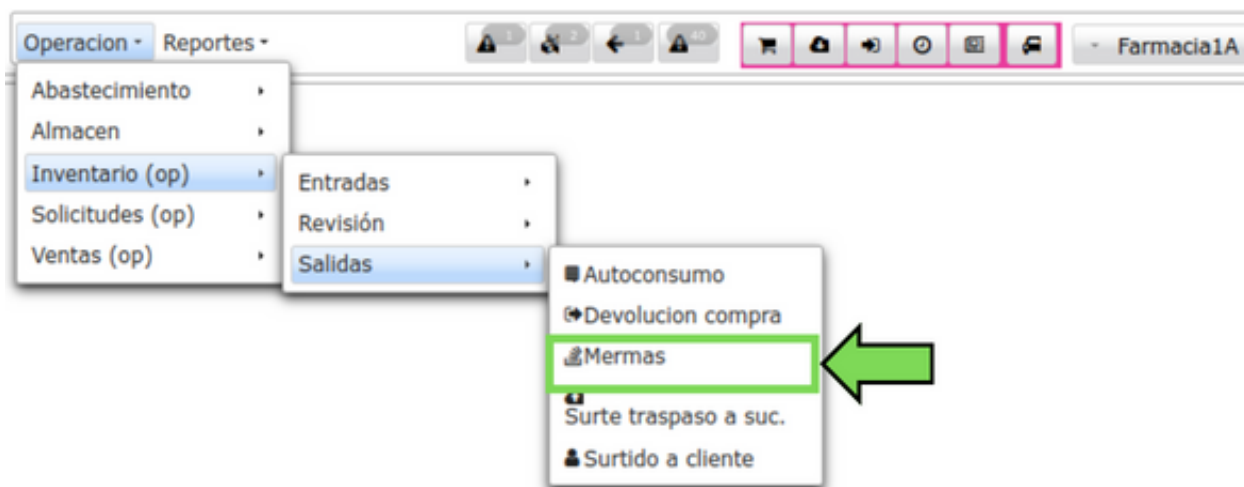 Operacion Reportes 1 2 1 40 Farmacia1A
Abastecimiento
Almacen
Inventario (op)
Solicitudes (op)
Ventas (op)
Entradas
Revisión
Salidas
Autoconsumo
Devolucion compra
Mermas
Surte traspaso a suc.
Surtido a cliente